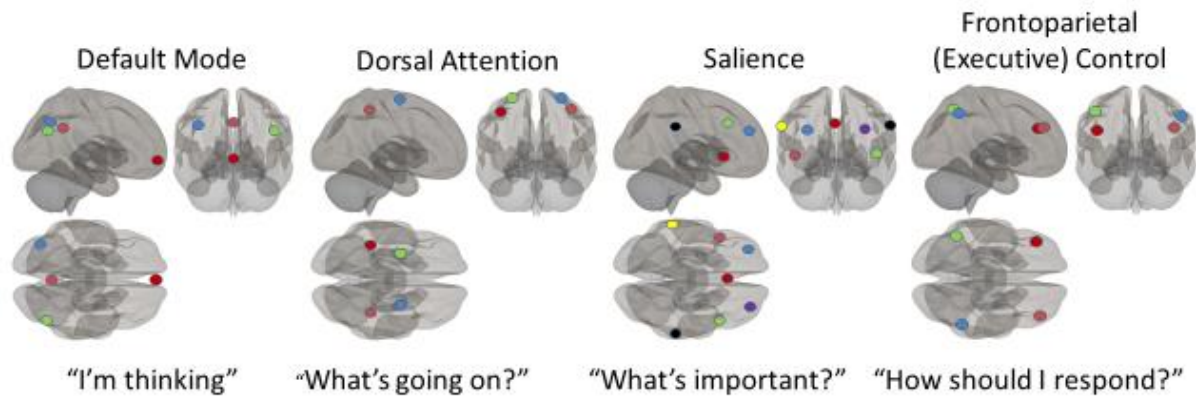 Default Mode
Dorsal Attention
Salience
Frontoparietal
(Executive) Control
“I’m thinking”
“What’s going on?”
“What’s important?”
“How should I respond?”